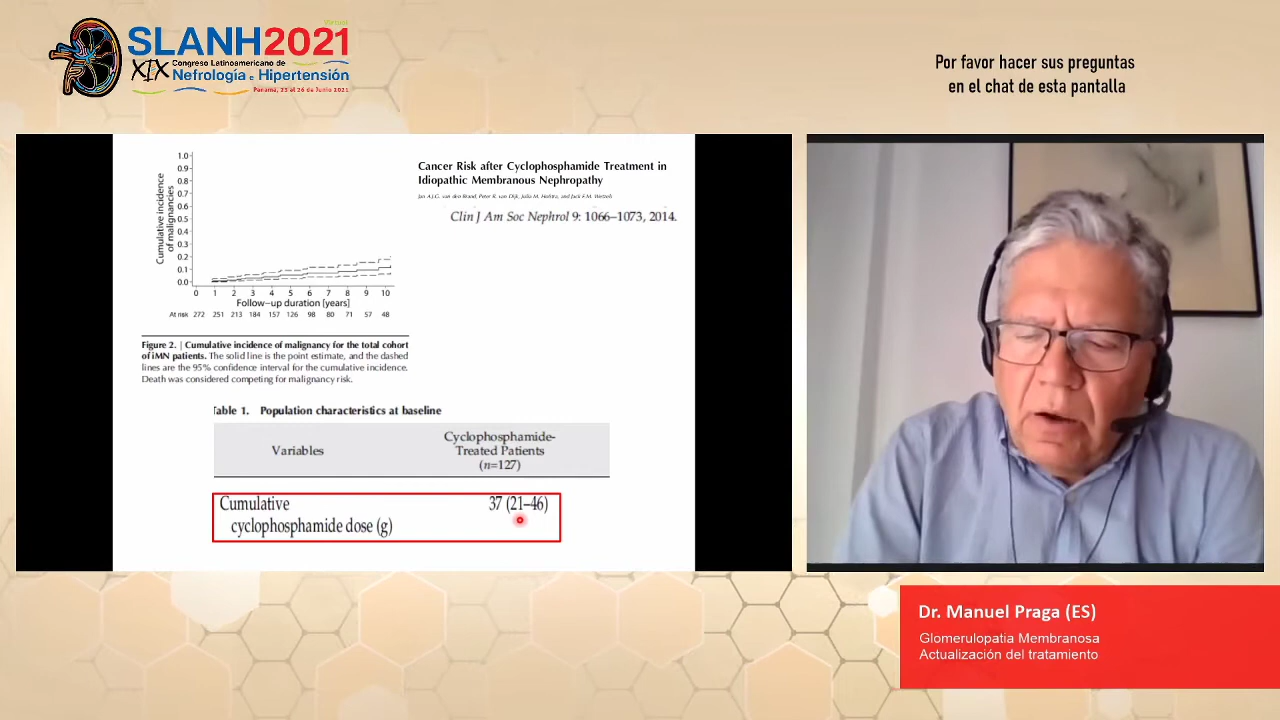 Virtual
SLANH2021
XIX Congreso Latinoamericano de
Nefrología e Hipertensión
Panamá, 23 al 26 de Junio 2021
Por favor hacer sus preguntas
en el chat de esta pantalla
Cumulative incidence
of malignancies
1.0
0.9
0.8
0.7
0.6
0.5
0.4
0.3
0.2
0.1
0.0
0 1 2 3 4 5 6 7 8 9 10
Follow-up duration [years]
At risk 272 251 213 184 157 126 98 80 71 57 48
Cancer Risk after Cyclophosphamide Treatment in
Idiopathic Membranous Nephropathy
Jan A.J.G. van den Brand, Peter R. van Dijk, Julia M. Hofstra, and Jack F.M. Wetzels
Clin J Am Soc Nephrol 9: 1066–1073, 2014.
Figure 2. | Cumulative incidence of malignancy for the total cohort
of iMN patients. The solid line is the point estimate, and the dashed
lines are the 95% confidence interval for the cumulative incidence.
Death was considered competing for malignancy risk.
Table 1. Population characteristics at baseline
Variables
Cyclophosphamide-
Treated Patients
(n=127)
Cumulative 37 (21–46)
cyclophosphamide dose (g)
Dr. Manuel Praga (ES)
Glomerulopatia Membranosa
Actualización del tratamiento